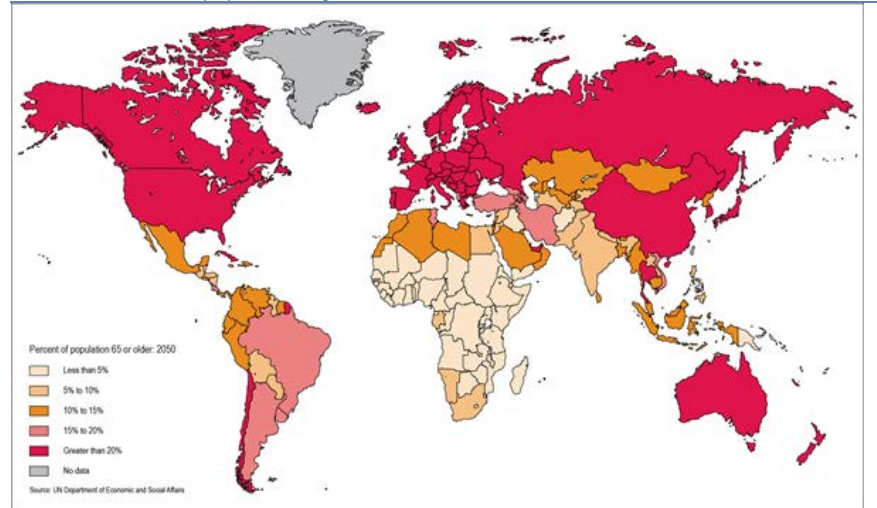 Percent of population 65 or older: 2050
Less than 5%
5% to 10%
10% to 15%
15% to 20%
Greater than 20%
No data
Source: UN Department of Economic and Social Affairs